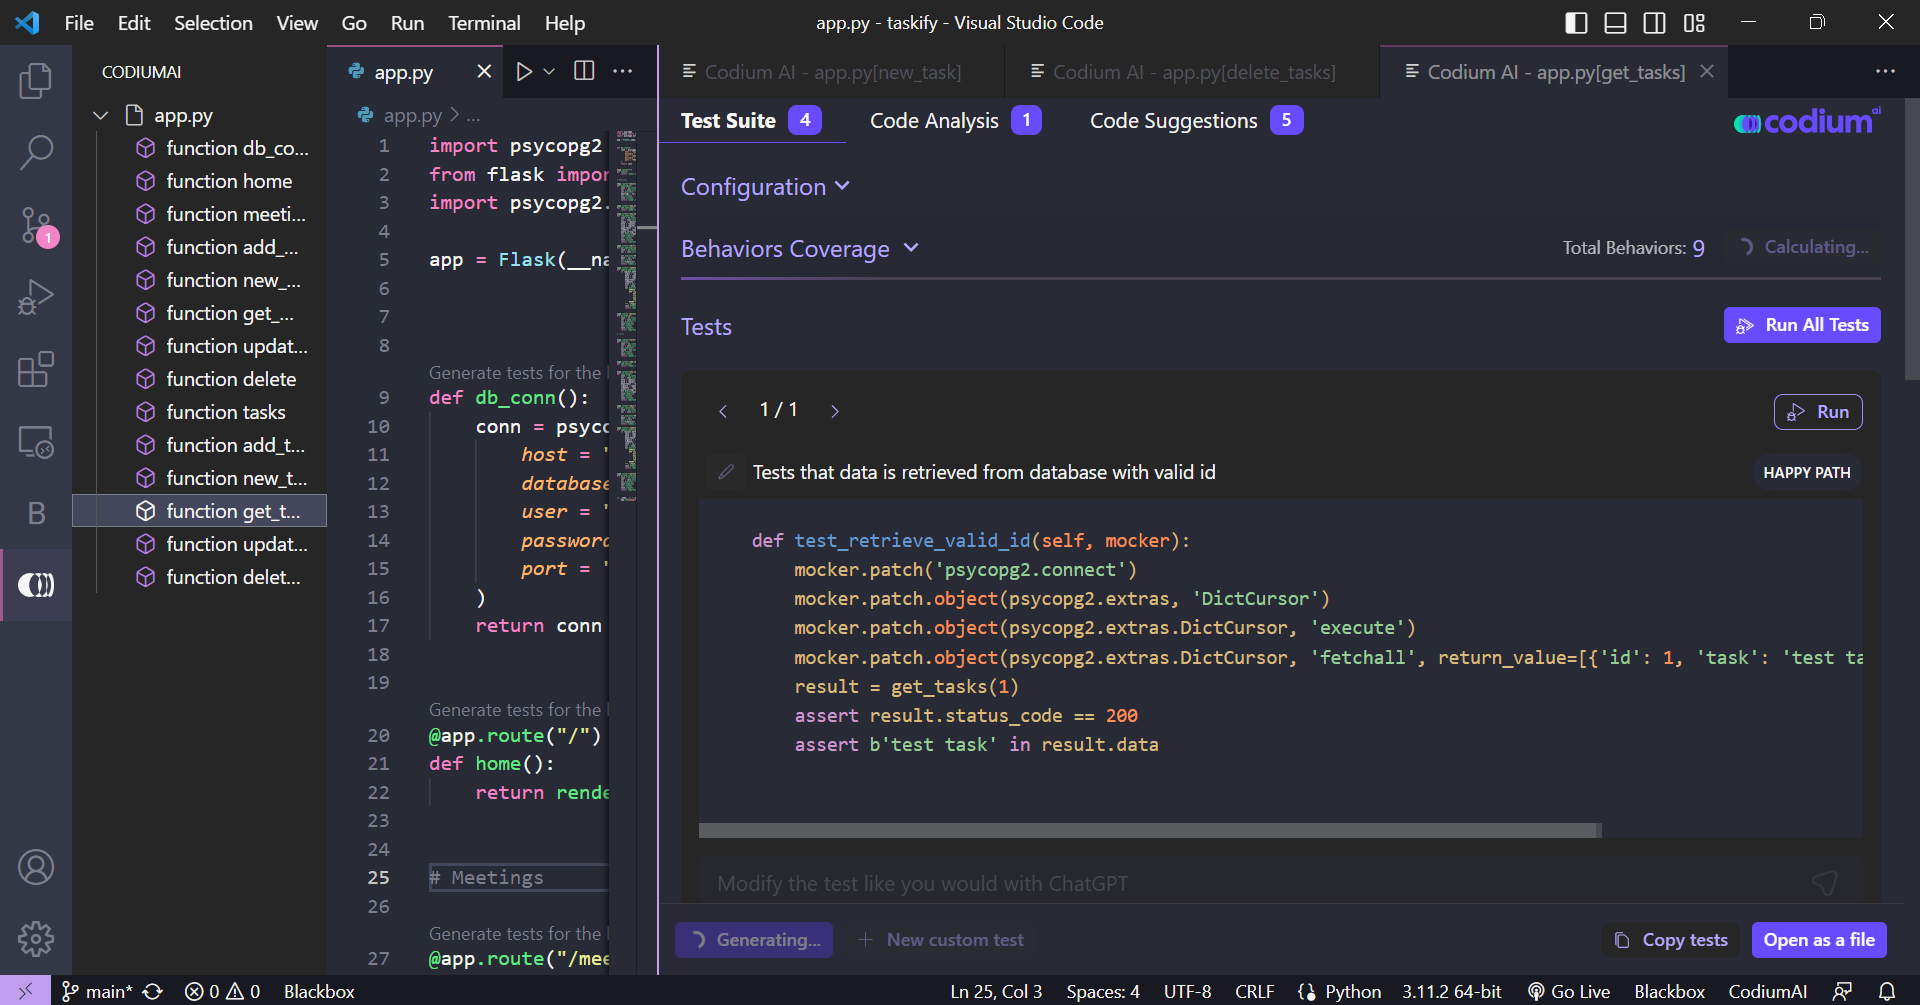 File Edit Selection View Go Run Terminal Help
app.py - taskify - Visual Studio Code
CODIUMAI
app.py
function db_co...
function home
function meeti...
function add_...
function new_...
function get_...
function updat...
function delete
function tasks
function add_t...
function new_t...
function get_t...
function updat...
function delet...
1
B
app.py
app.py > ...
1 import psycopg2
2 from flask impor
3 import psycopg2.
4
5 app = Flask(__na
6
7
8
Generate tests for the
9 def db_conn():
10 conn = psyco
11 host = '
12 database
13 user = '
14 password
15 port = '
16 )
17 return conn
18
19
Generate tests for the
20 @app.route("/")
21 def home():
22 return rende
23
24
25 # Meetings
26
Generate tests for the
27 @app.route("/mee
Codium AI - app.py[new_task]
Codium AI - app.py[delete_tasks]
Codium AI - app.py[get_tasks]
Test Suite 4
Code Analysis 1
Code Suggestions 5
codium ai
Configuration
Behaviors Coverage
Total Behaviors: 9
Calculating...
Tests
Run All Tests
1 / 1
Run
Tests that data is retrieved from database with valid id
HAPPY PATH
def test_retrieve_valid_id(self, mocker):
mocker.patch('psycopg2.connect')
mocker.patch.object(psycopg2.extras, 'DictCursor')
mocker.patch.object(psycopg2.extras.DictCursor, 'execute')
mocker.patch.object(psycopg2.extras.DictCursor, 'fetchall', return_value=[{'id': 1, 'task': 'test ta
result = get_tasks(1)
assert result.status_code == 200
assert b'test task' in result.data
Modify the test like you would with ChatGPT
Generating...
+ New custom test
Copy tests
Open as a file
main* 0 0 Blackbox
Ln 25, Col 3 Spaces: 4 UTF-8 CRLF Python 3.11.2 64-bit Go Live Blackbox CodiumAI